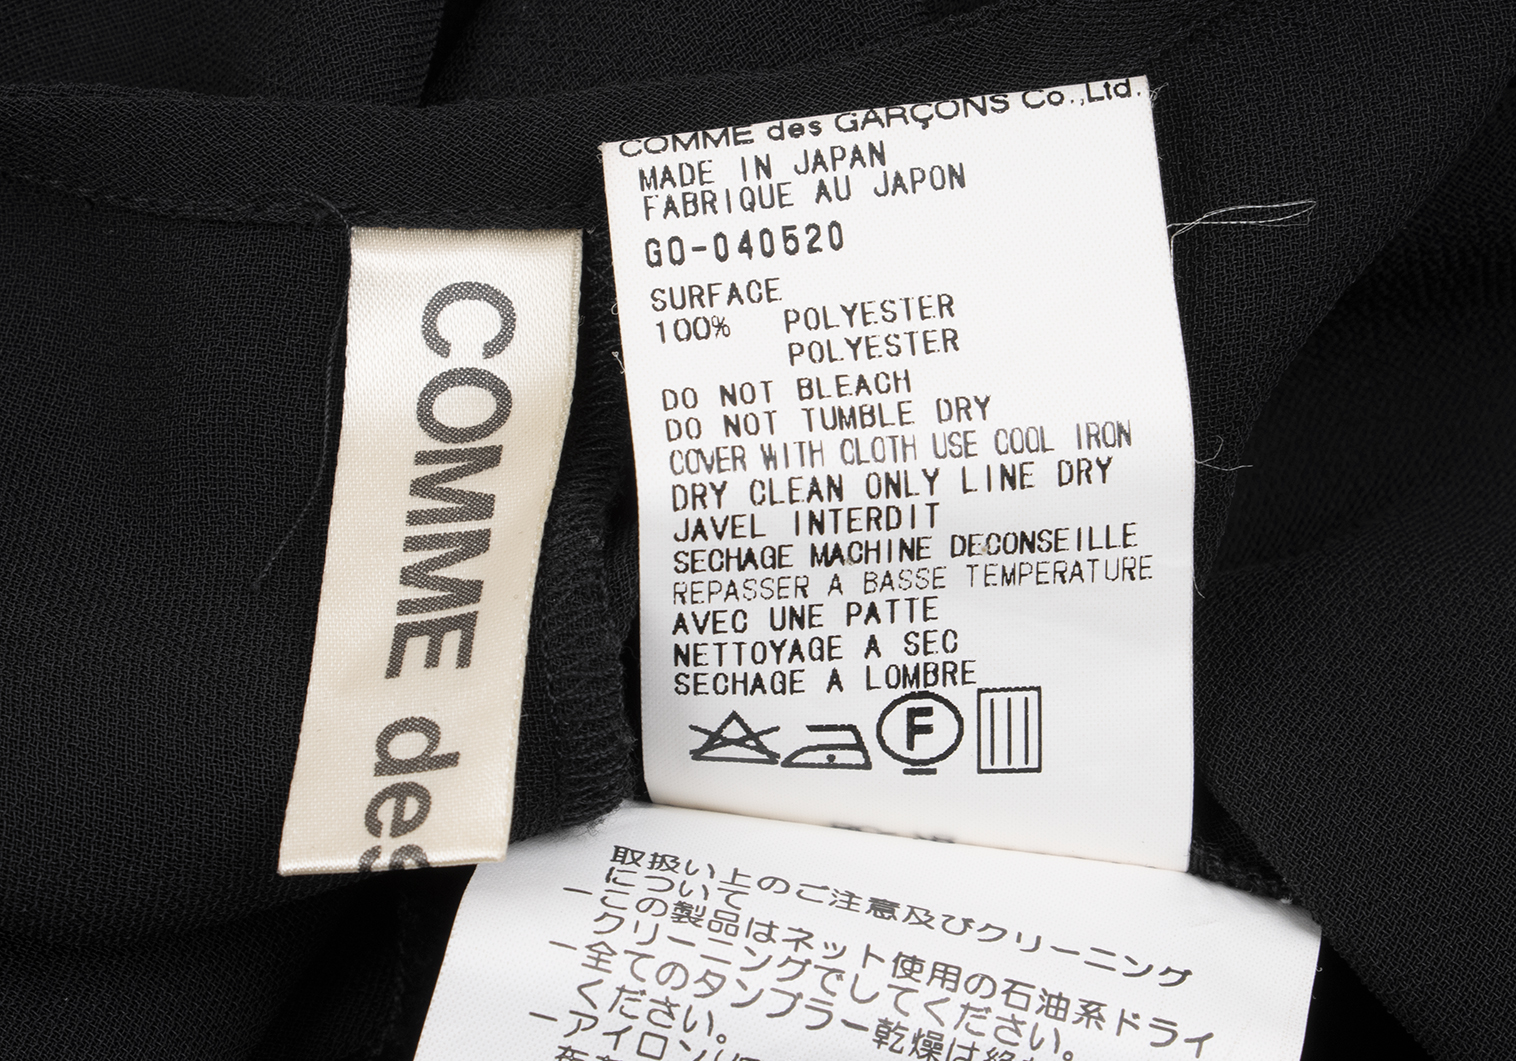 COMME des
COMME des GARÇONS Co.,Ltd.
MADE IN JAPAN
FABRIQUE AU JAPON
GO-040520
SURFACE
100% POLYESTER
POLYESTER
DO NOT BLEACH
DO NOT TUMBLE DRY
COVER WITH CLOTH USE COOL IRON
DRY CLEAN ONLY LINE DRY
JAVEL INTERDIT
SECHAGE MACHINE DECONSEILLE
REPASSER A BASSE TEMPERATURE
AVEC UNE PATTE
NETTOYAGE A SEC
SECHAGE A LOMBRE
F
取扱い上のご注意及びクリーニング
について
－この製品はネット使用の石油系ドライ
クリーニングでしてください。
－全てのタンブラー乾燥は
ください。
－アイロン